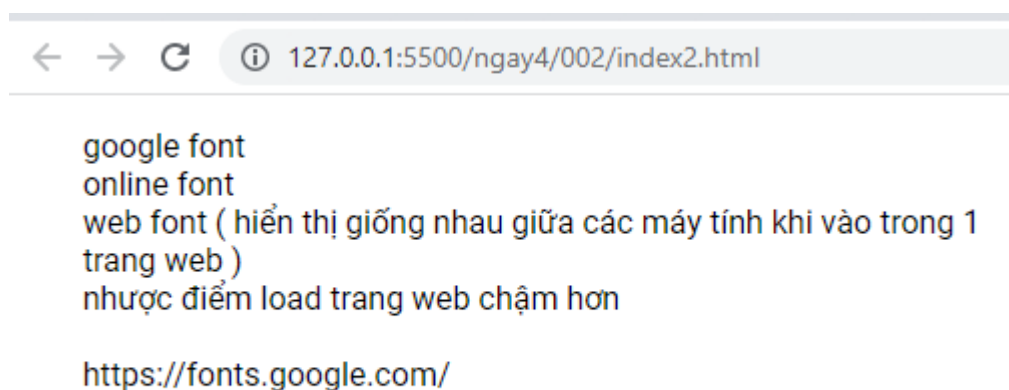 127.0.0.1:5500/ngay4/002/index2.html
google font
online font
web font ( hiển thị giống nhau giữa các máy tính khi vào trong 1
trang web )
nhược điểm load trang web chậm hơn
https://fonts.google.com/